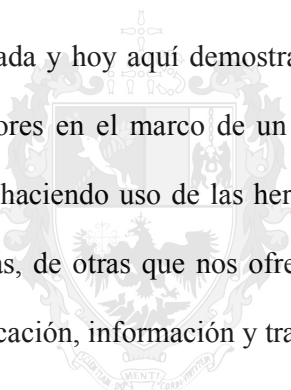 ada y hoy aquí demostra
ores en el marco de un
haciendo uso de las her
as, de otras que nos ofre
cación, información y tra